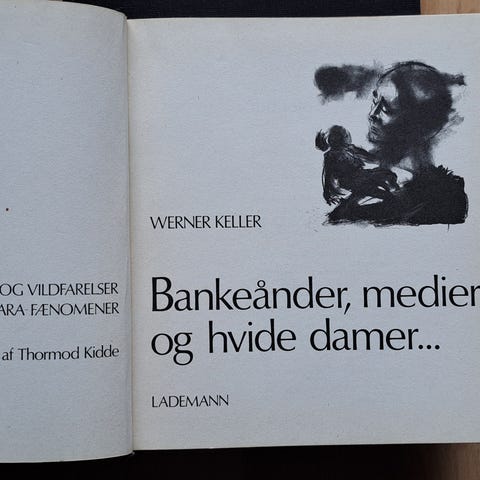 OG VILDFARELSER
ARA-FÆNOMENER
af Thormod Kidde
WERNER KELLER
Bankeånder, medier
og hvide damer...
LADEMANN